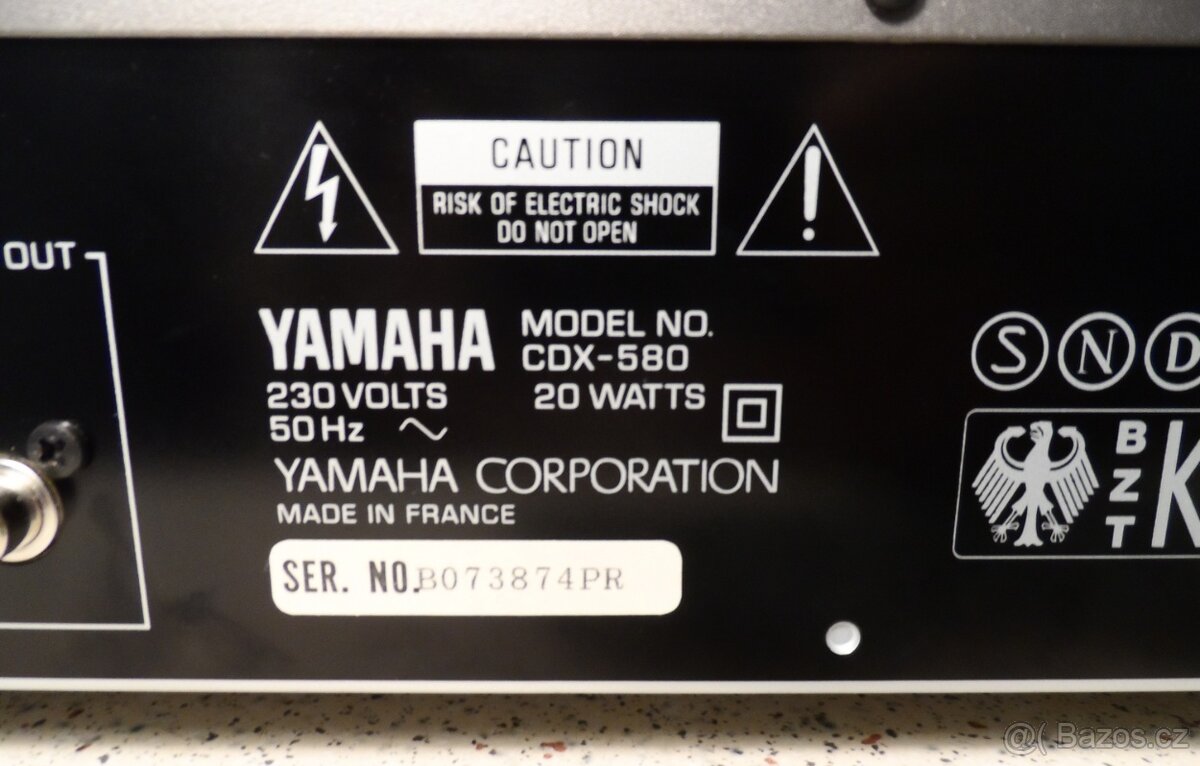 CAUTION
RISK OF ELECTRIC SHOCK
DO NOT OPEN
OUT
YAMAHA MODEL NO.
CDX-580
230 VOLTS 20 WATTS
50 Hz ~
YAMAHA CORPORATION
MADE IN FRANCE
SER. NO. B073874PR
S N D
B
Z
T
K
@( Bazos.cz